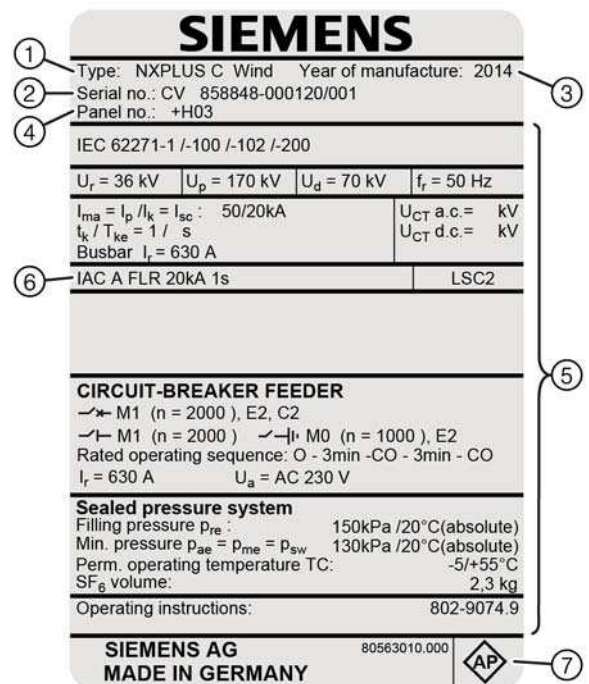 SIEMENS
① Type: NXPLUS C Wind Year of manufacture: 2014 ③
② Serial no.: CV 858848-000120/001
④ Panel no.: +H03
IEC 62271-1 /-100 /-102 /-200
Ur = 36 kV Up = 170 kV Ud = 70 kV fr = 50 Hz
Ima = Ip /Ik = Isc : 50/20kA UCT a.c.= kV
tk / Tke = 1 / s UCT d.c.= kV
Busbar Ir = 630 A
⑥ IAC A FLR 20kA 1s LSC2
⑤
CIRCUIT-BREAKER FEEDER
M1 (n = 2000 ), E2, C2
M1 (n = 2000 ) M0 (n = 1000 ), E2
Rated operating sequence: O - 3min -CO - 3min - CO
Ir = 630 A Ua = AC 230 V
Sealed pressure system
Filling pressure pre : 150kPa /20°C(absolute)
Min. pressure pae = pme = psw 130kPa /20°C(absolute)
Perm. operating temperature TC: -5/+55°C
SF6 volume: 2,3 kg
Operating instructions: 802-9074.9
SIEMENS AG 80563010.000
MADE IN GERMANY AP ⑦